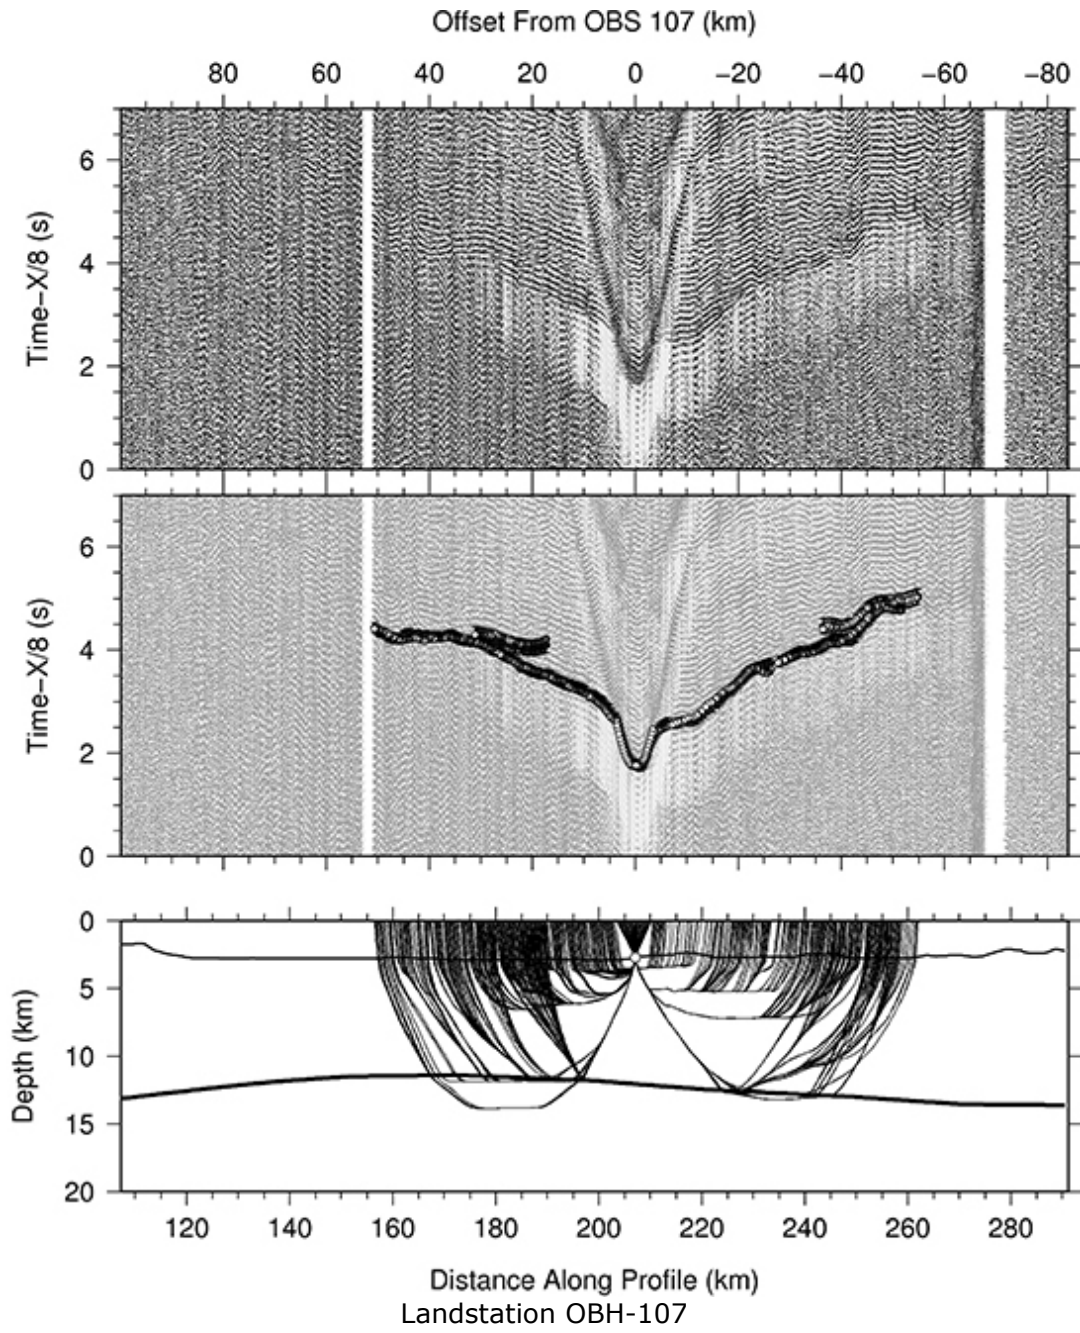 Offset From OBS 107 (km)
80 60 40 20 0 −20 −40 −60 −80
6
4
2
0
Time−X/8 (s)
6
4
2
0
Time−X/8 (s)
0
5
10
15
20
Depth (km)
120 140 160 180 200 220 240 260 280
Distance Along Profile (km)
Landstation OBH-107